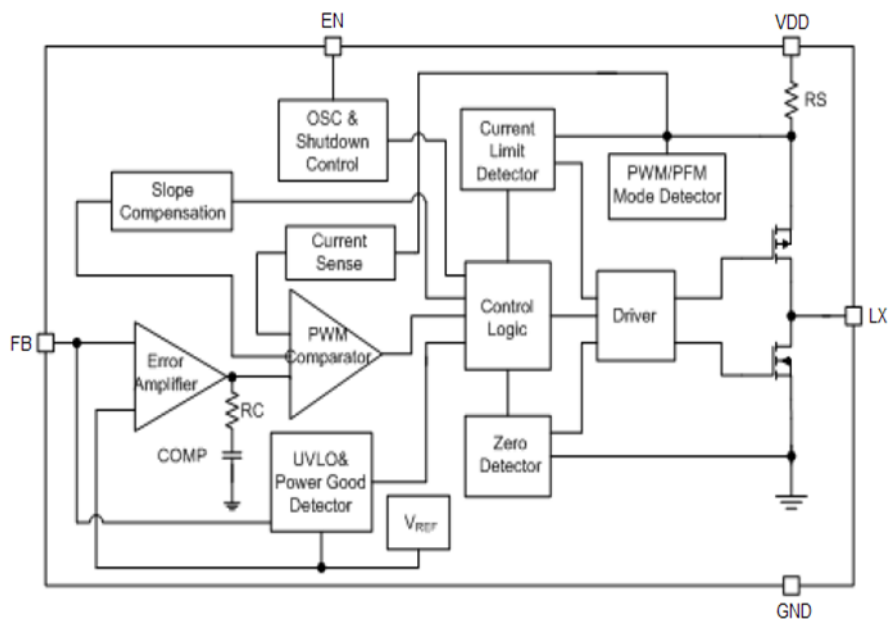 EN
VDD
OSC &
Shutdown
Control
Current
Limit
Detector
RS
PWM/PFM
Mode Detector
Slope
Compensation
Current
Sense
Control
Logic
Driver
LX
FB
Error
Amplifier
PWM
Comparator
RC
COMP
UVLO&
Power Good
Detector
Zero
Detector
VREF
GND